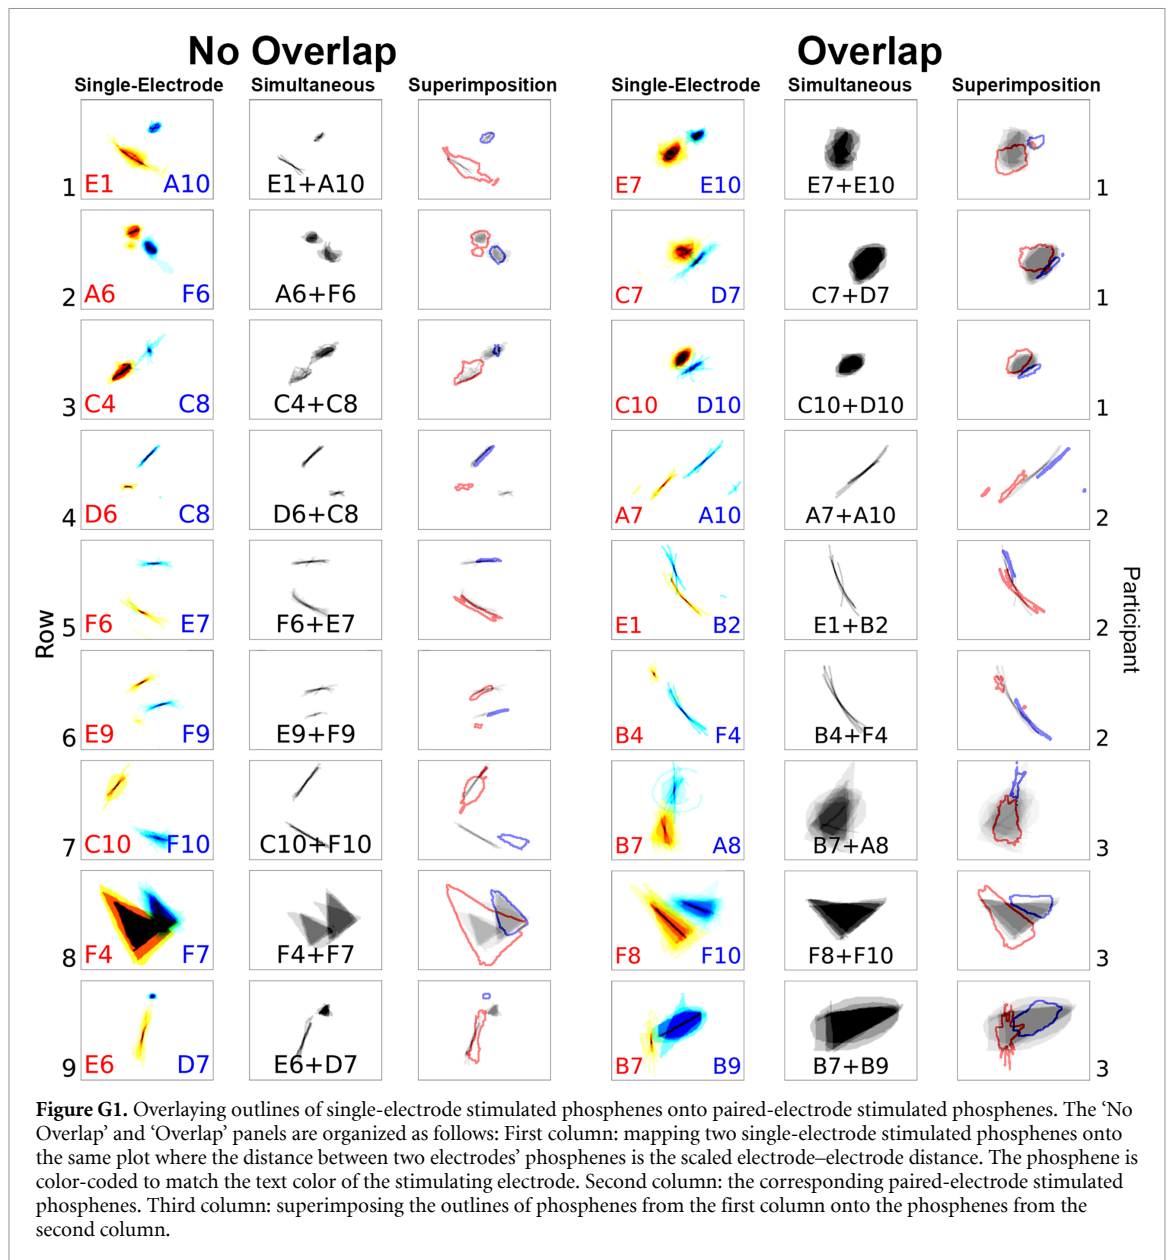 No Overlap Overlap
Single-Electrode Simultaneous Superimposition Single-Electrode Simultaneous Superimposition
1 E1 A10 E1+A10 E7 E10 E7+E10 1
2 A6 F6 A6+F6 C7 D7 C7+D7 1
3 C4 C8 C4+C8 C10 D10 C10+D10 1
4 D6 C8 D6+C8 A7 A10 A7+A10 2
5 F6 E7 F6+E7 E1 B2 E1+B2 2
Row Participant
6 E9 F9 E9+F9 B4 F4 B4+F4 2
7 C10 F10 C10+F10 B7 A8 B7+A8 3
8 F4 F7 F4+F7 F8 F10 F8+F10 3
9 E6 D7 E6+D7 B7 B9 B7+B9 3
Figure G1. Overlaying outlines of single-electrode stimulated phosphenes onto paired-electrode stimulated phosphenes. The ‘No
Overlap’ and ‘Overlap’ panels are organized as follows: First column: mapping two single-electrode stimulated phosphenes onto
the same plot where the distance between two electrodes’ phosphenes is the scaled electrode–electrode distance. The phosphene is
color-coded to match the text color of the stimulating electrode. Second column: the corresponding paired-electrode stimulated
phosphenes. Third column: superimposing the outlines of phosphenes from the first column onto the phosphenes from the
second column.